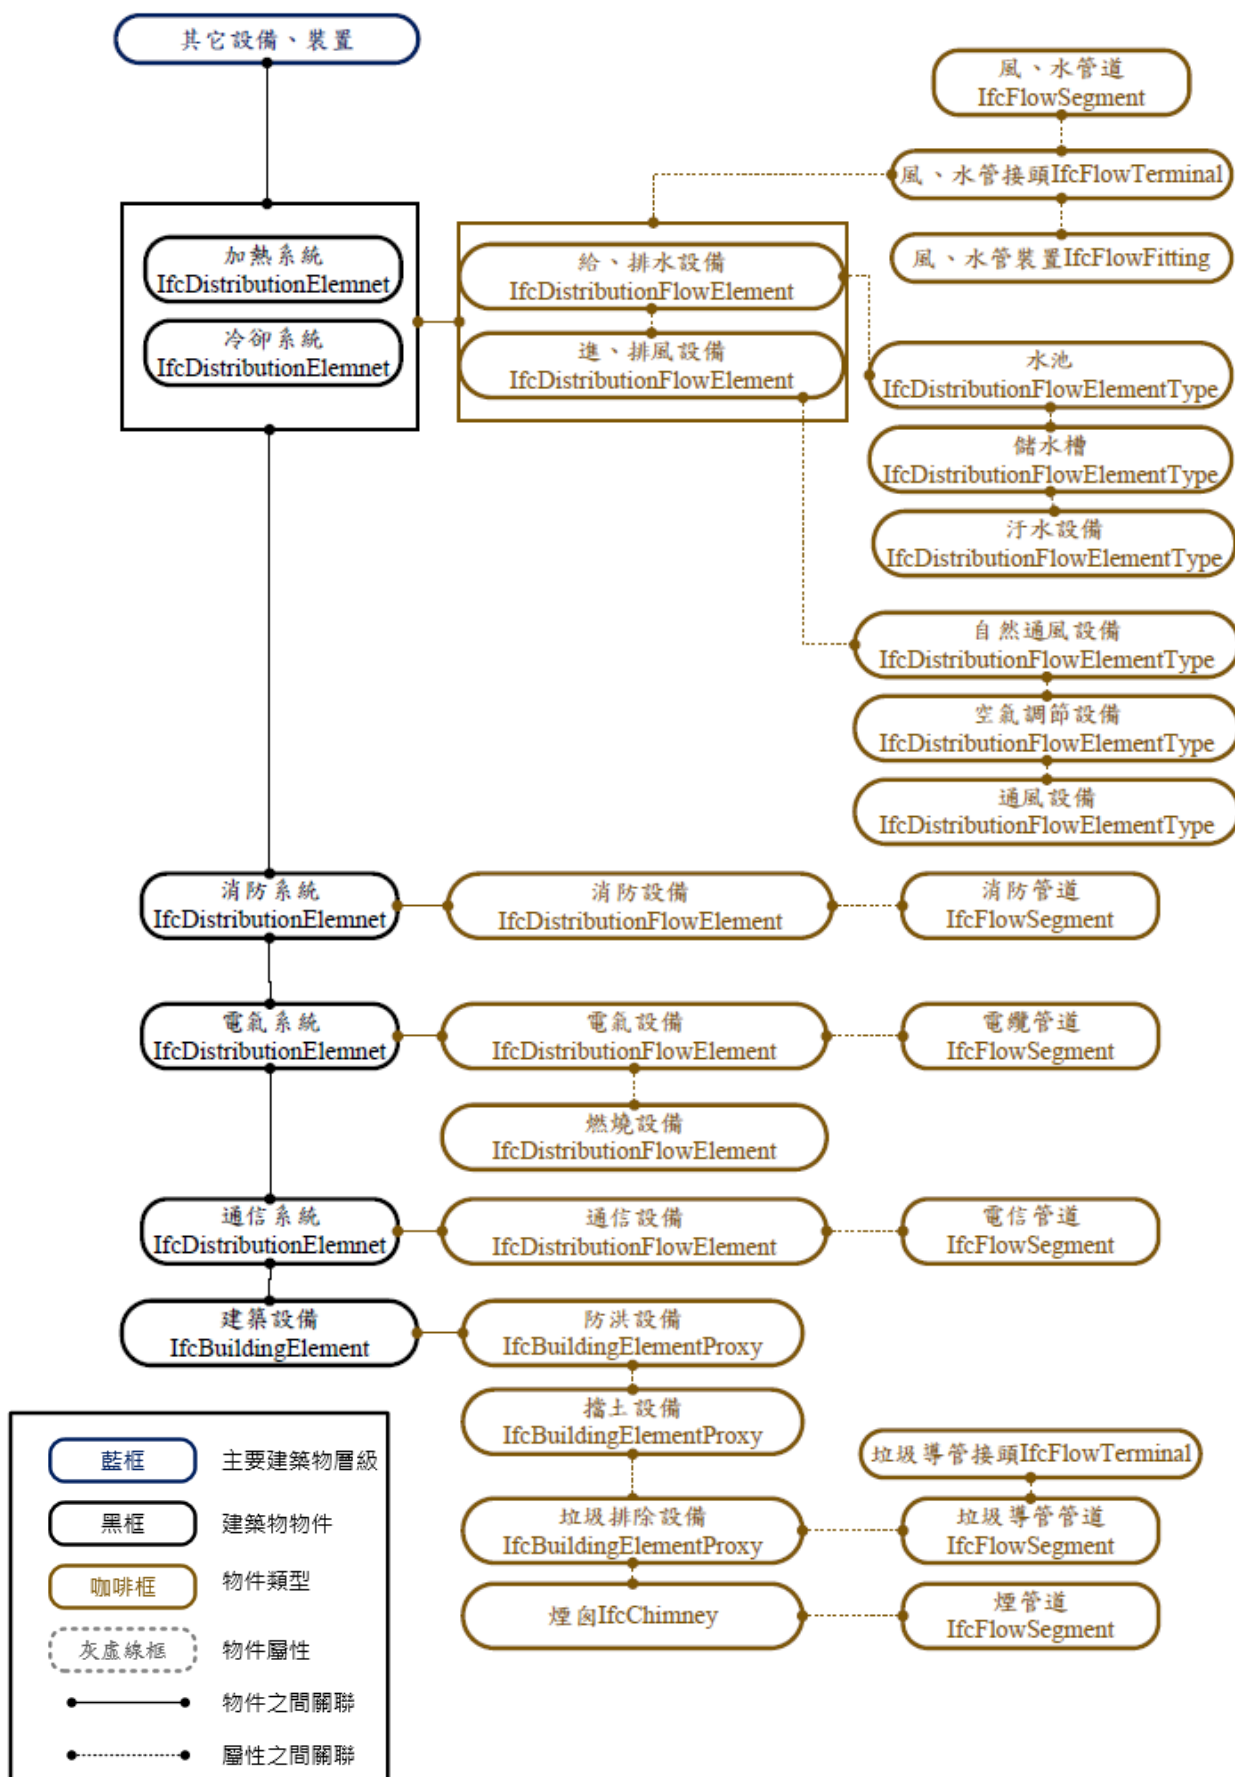 其它設備、裝置
風、水管道
IfcFlowSegment
風、水管接頭IfcFlowTerminal
風、水管裝置IfcFlowFitting
加熱系統
IfcDistributionElemnet
冷卻系統
IfcDistributionElemnet
給、排水設備
IfcDistributionFlowElement
進、排風設備
IfcDistributionFlowElement
水池
IfcDistributionFlowElementType
儲水槽
IfcDistributionFlowElementType
汙水設備
IfcDistributionFlowElementType
自然通風設備
IfcDistributionFlowElementType
空氣調節設備
IfcDistributionFlowElementType
通風設備
IfcDistributionFlowElementType
消防系統
IfcDistributionElemnet
消防設備
IfcDistributionFlowElement
消防管道
IfcFlowSegment
電氣系統
IfcDistributionElemnet
電氣設備
IfcDistributionFlowElement
電纜管道
IfcFlowSegment
燃燒設備
IfcDistributionFlowElement
通信系統
IfcDistributionElemnet
通信設備
IfcDistributionFlowElement
電信管道
IfcFlowSegment
建築設備
IfcBuildingElement
防洪設備
IfcBuildingElementProxy
擋土設備
IfcBuildingElementProxy
垃圾導管接頭IfcFlowTerminal
垃圾排除設備
IfcBuildingElementProxy
垃圾導管管道
IfcFlowSegment
煙囪IfcChimney
煙管道
IfcFlowSegment
藍框 主要建築物層級
黑框 建築物物件
咖啡框 物件類型
灰虛線框 物件屬性
物件之間關聯
屬性之間關聯